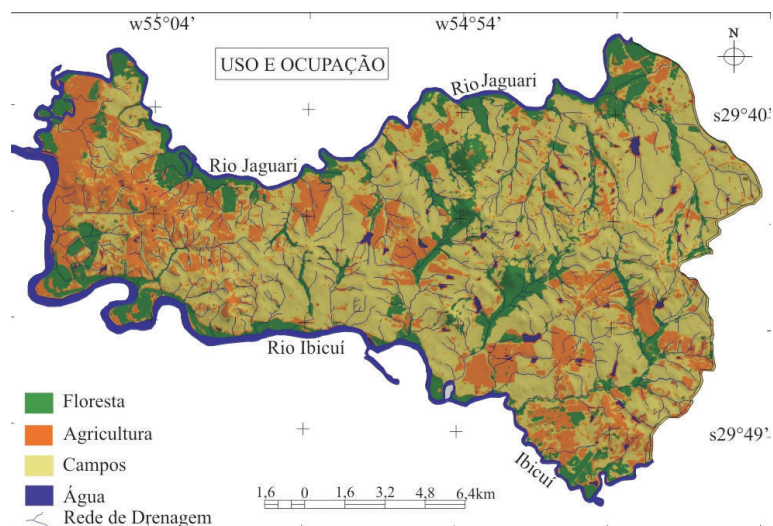 w55°04'
w54°54'
N
USO E OCUPAÇÃO
Rio Jaguari
s29°40'
Rio Jaguari
Rio Ibicuí
Floresta
Agricultura
Campos
Água
Rede de Drenagem
s29°49'
Ibicuí
1,6 0 1,6 3,2 4,8 6,4km